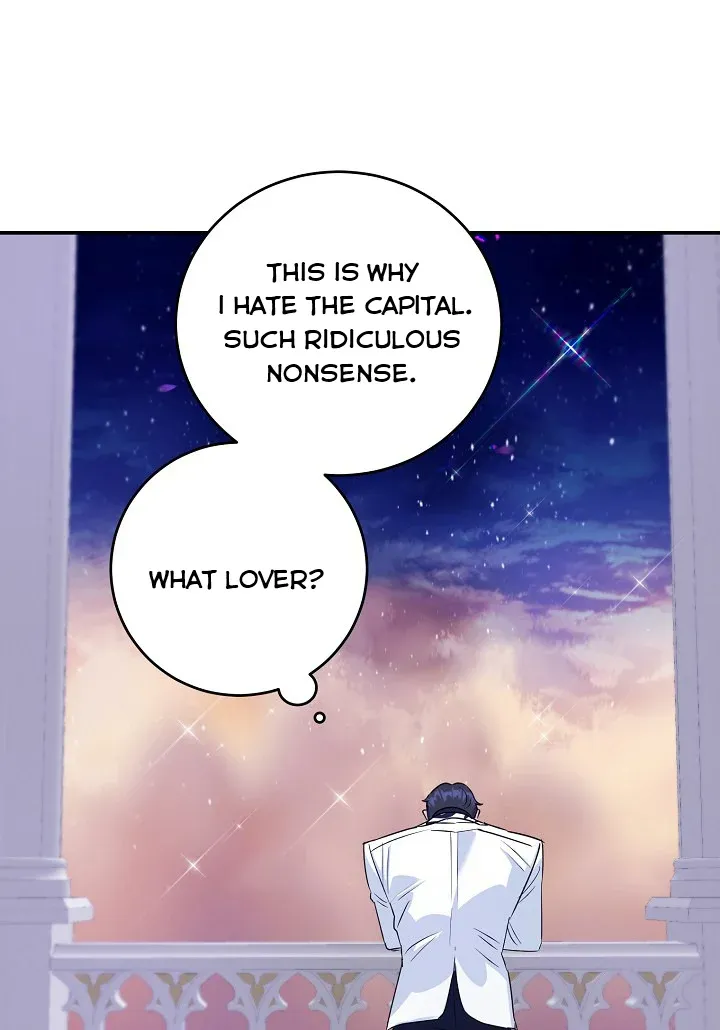 THIS IS WHY
I HATE THE CAPITAL.
SUCH RIDICULOUS
NONSENSE.
WHAT LOVER?